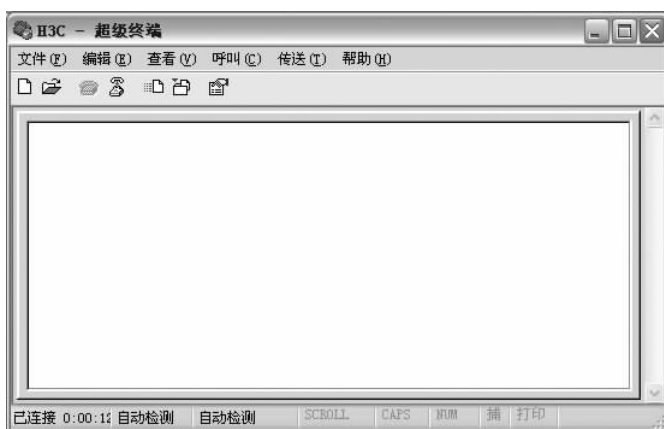 H3C - 超级终端
文件(F) 编辑(E) 查看(V) 呼叫(C) 传送(T) 帮助(H)
已连接 0:00:12 自动检测 自动检测 SCROLL CAPS NUM 捕 打印